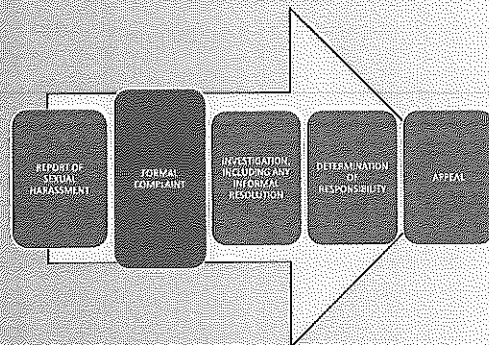 REPORT OF
SEXUAL
HARASSMENT
FORMAL
COMPLAINT
INVESTIGATION,
INCLUDING ANY
INFORMAL
RESOLUTION
DETERMINATION
OF
RESPONSIBILITY
APPEAL